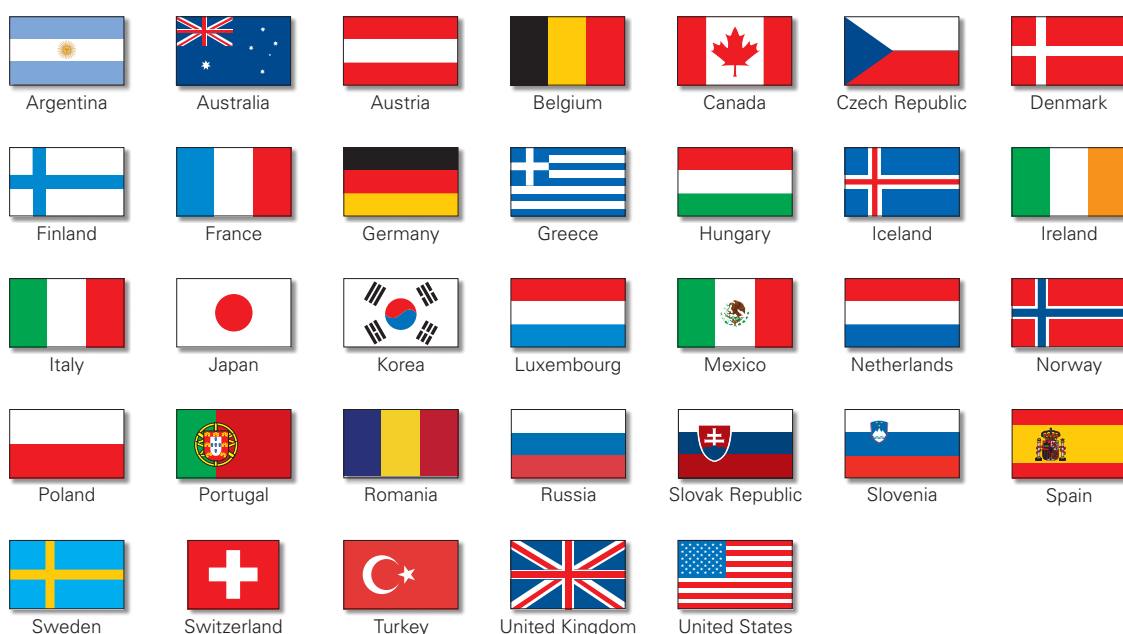 Argentina Australia Austria Belgium Canada Czech Republic Denmark
Finland France Germany Greece Hungary Iceland Ireland
Italy Japan Korea Luxembourg Mexico Netherlands Norway
Poland Portugal Romania Russia Slovak Republic Slovenia Spain
Sweden Switzerland Turkey United Kingdom United States